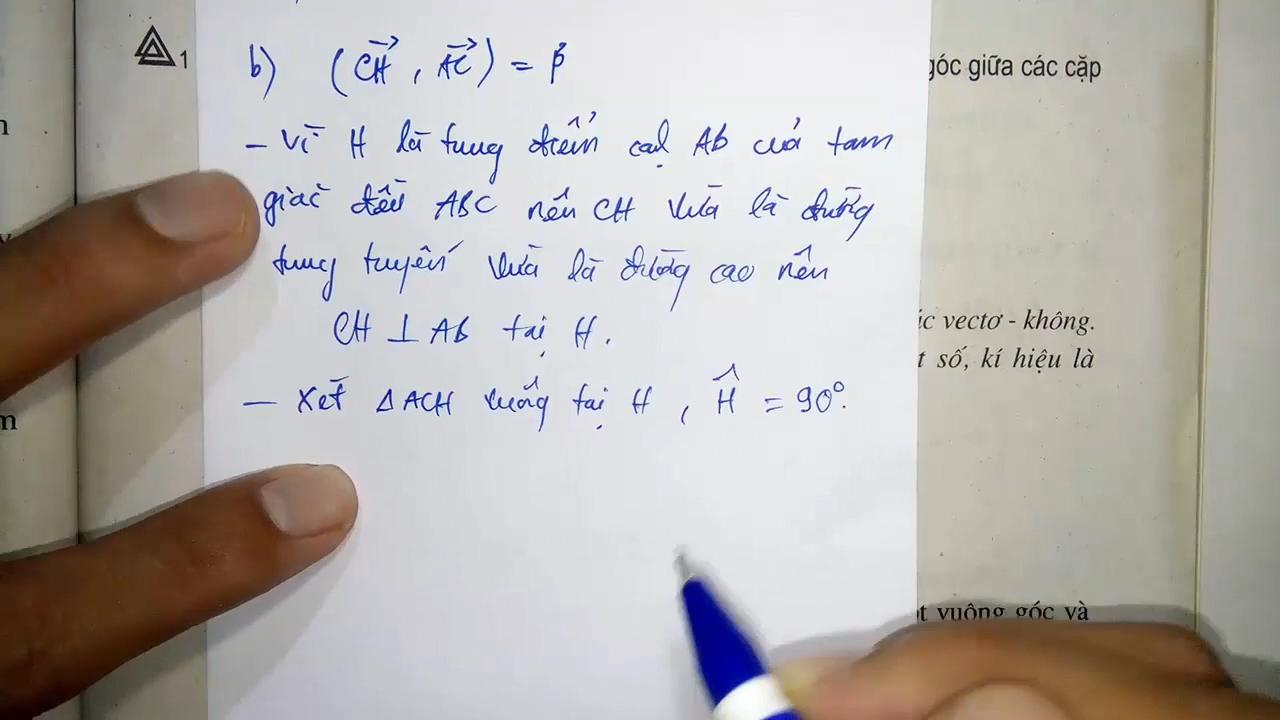 1
b) (CH→, AC→) = β
góc giữa các cặp
- Vì H là trung điểm cạnh AB của tam
giác đều ABC nên CH vừa là đường
trung tuyến vừa là đường cao nên
CH ⊥ AB tại H.
vectơ - không.
số, kí hiệu là
- Xét ΔACH vuông tại H, Ĥ = 90°.
vuông góc và